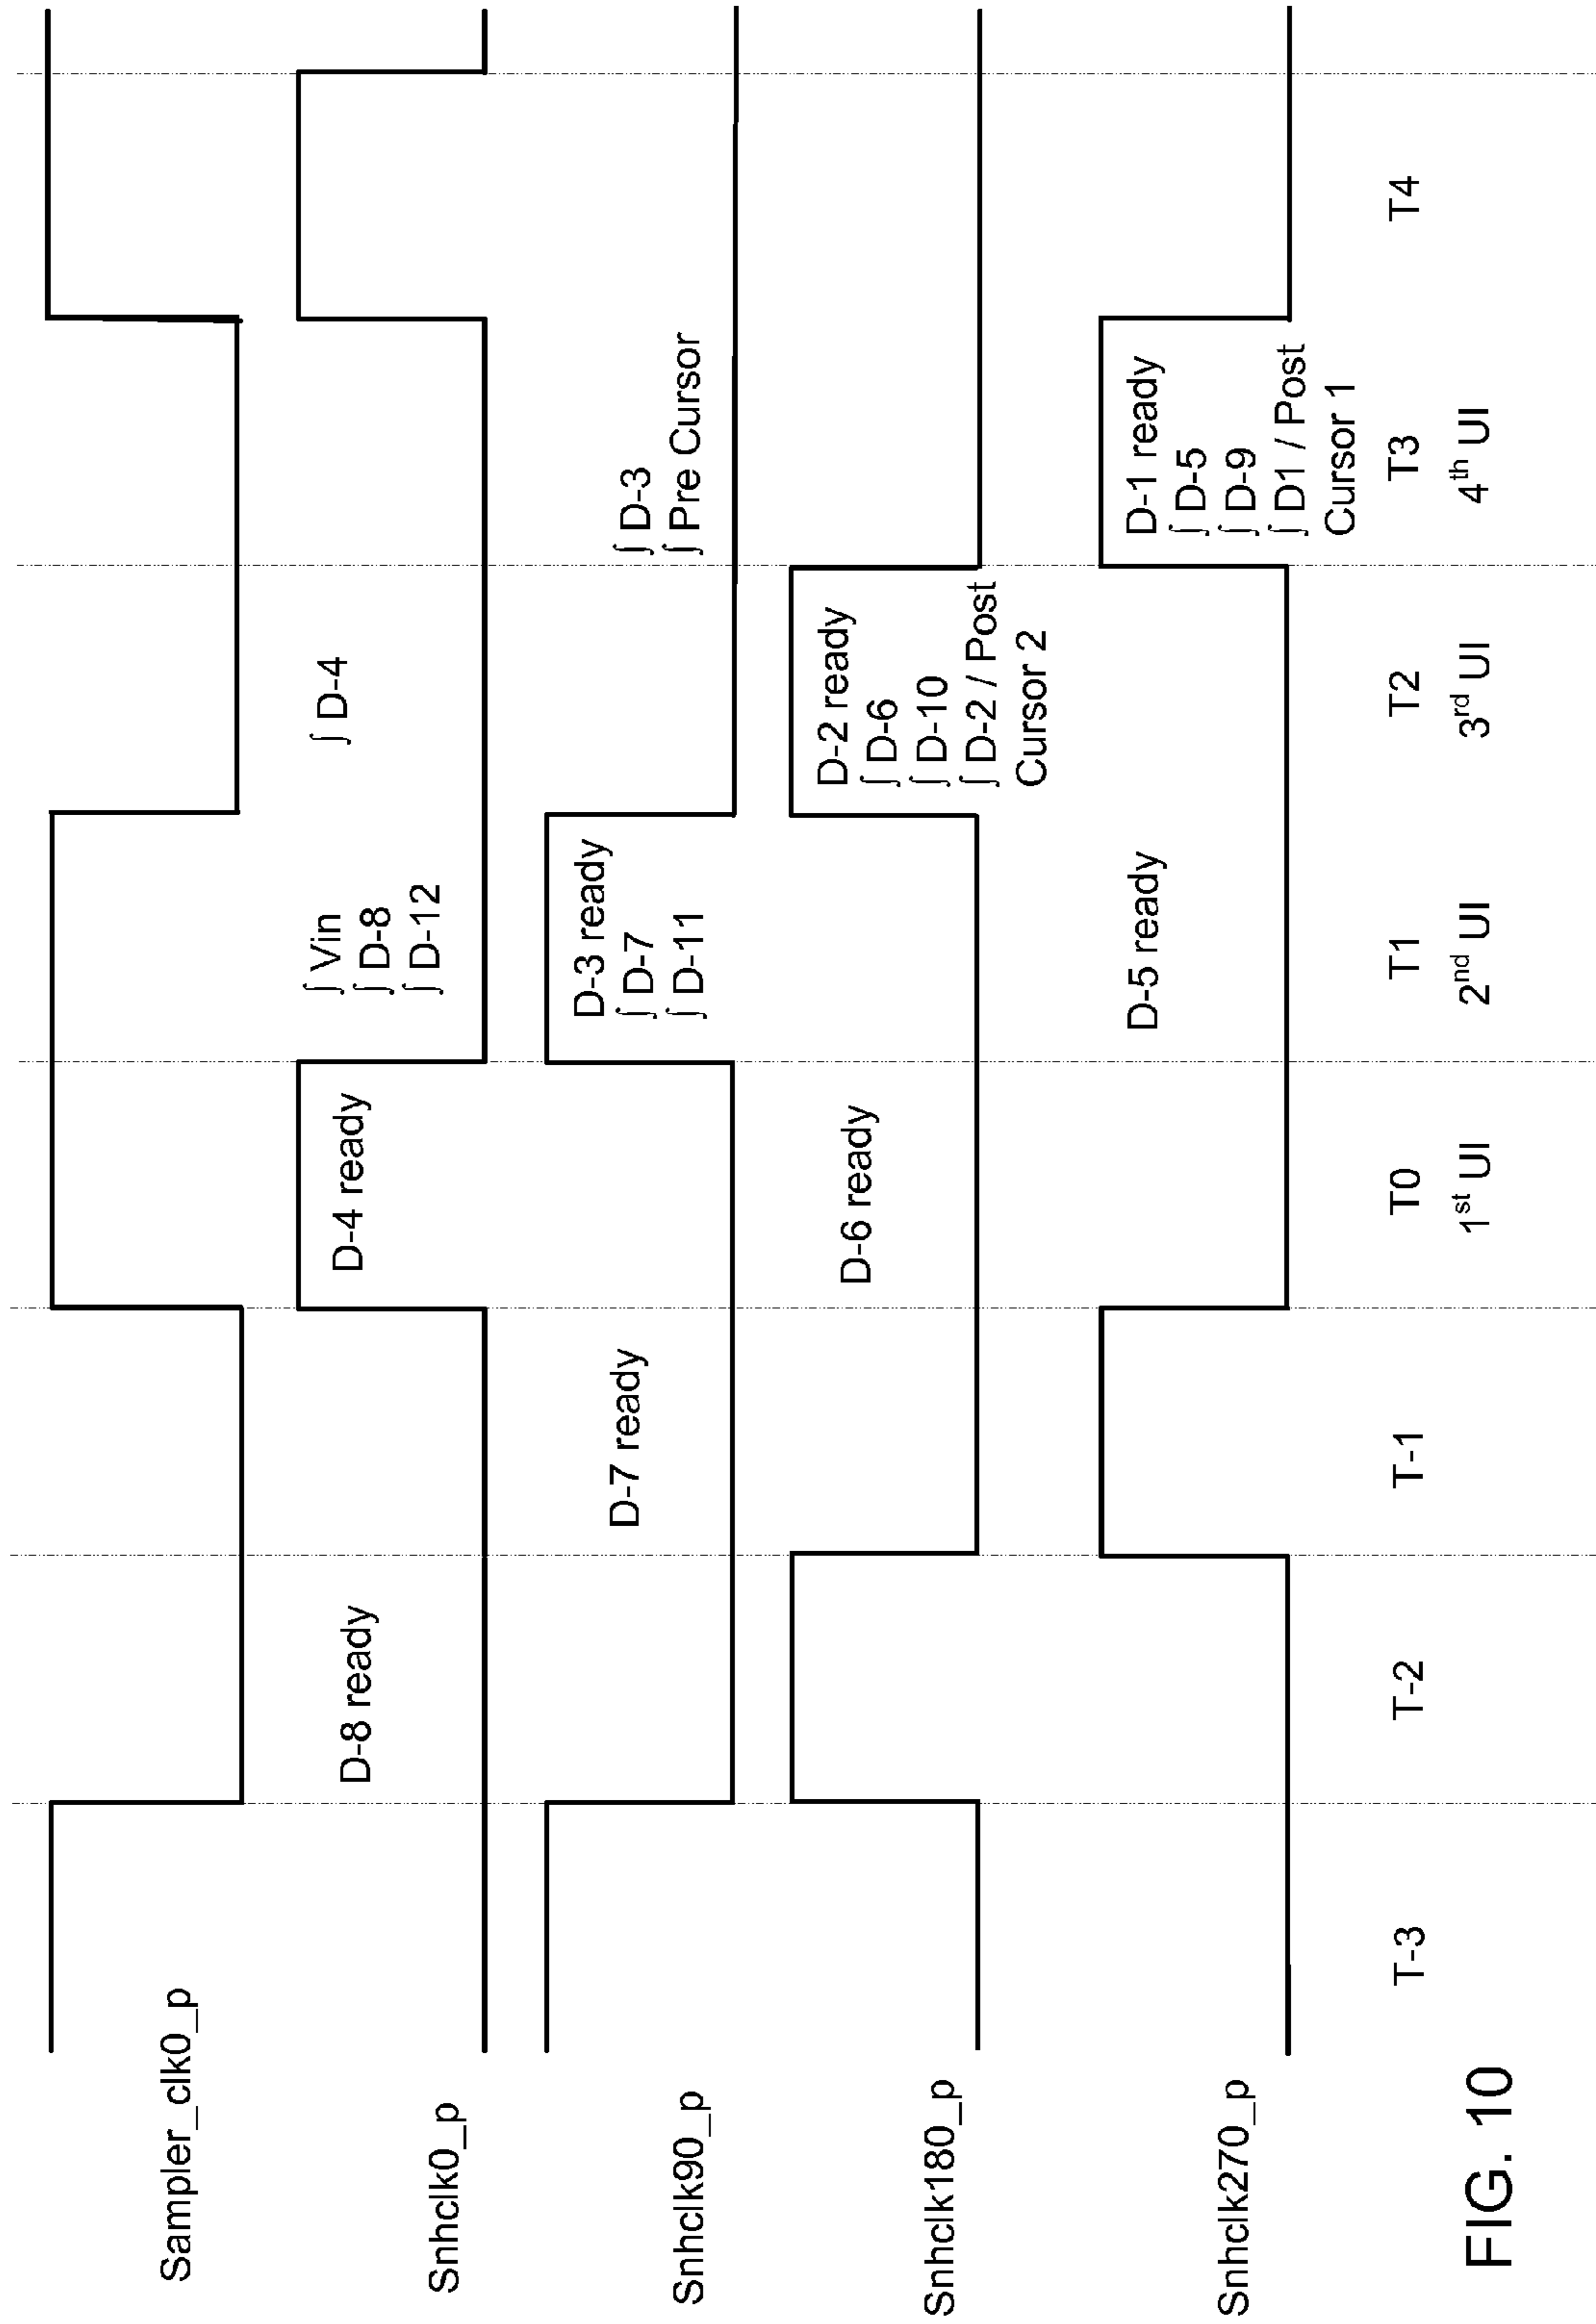 Sampler_clk0_p
Snhclk0_p
D-8 ready
D-4 ready
∫ Vin
∫ D-8
∫ D-12
∫ D-4
Snhclk90_p
D-7 ready
D-3 ready
∫ D-7
∫ D-11
∫ D-3
∫ Pre Cursor
Snhclk180_p
D-6 ready
D-2 ready
∫ D-6
∫ D-10
∫ D-2 / Post
Cursor 2
Snhclk270_p
D-5 ready
D-1 ready
∫ D-5
∫ D-9
∫ D1 / Post
Cursor 1
T-3 T-2 T-1 T0 T1 T2 T3 T4
1st UI 2nd UI 3rd UI 4th UI
FIG. 10